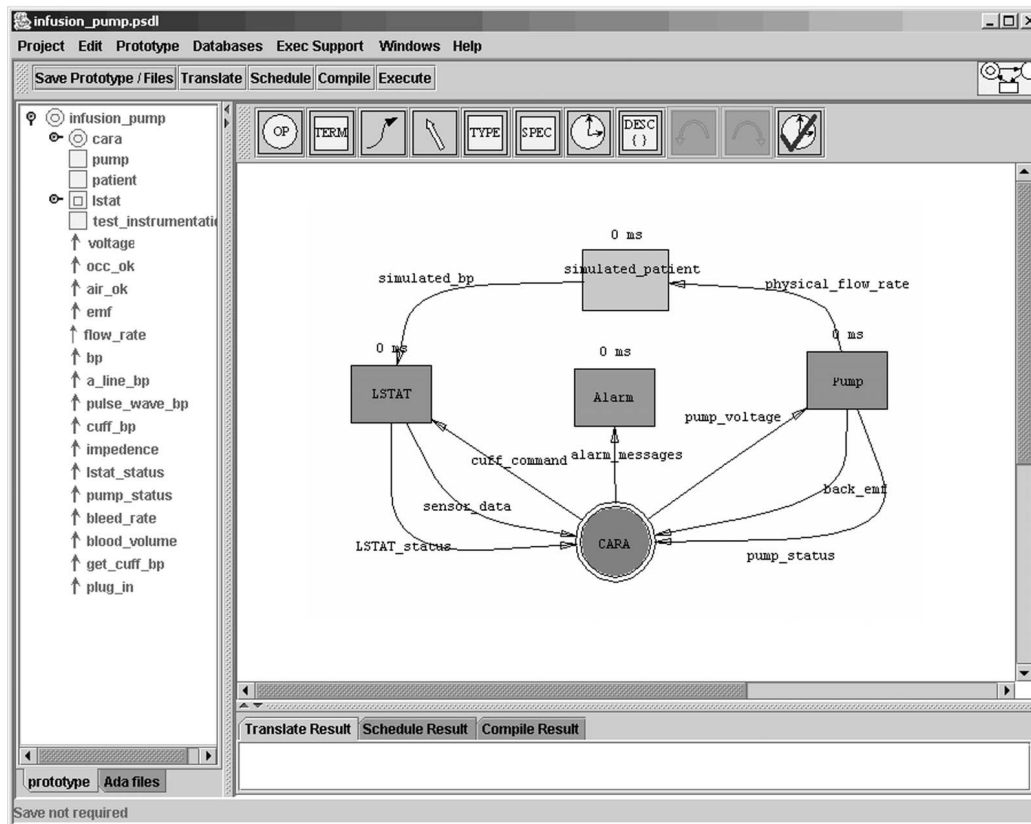 infusion_pump.psdl
Project Edit Prototype Databases Exec Support Windows Help
Save Prototype / Files Translate Schedule Compile Execute
infusion_pump
cara
pump
patient
lstat
test_instrumentatio
voltage
occ_ok
air_ok
emf
flow_rate
bp
a_line_bp
pulse_wave_bp
cuff_bp
impedence
lstat_status
pump_status
bleed_rate
blood_volume
get_cuff_bp
plug_in
prototype Ada files
OP TERM TYPE SPEC DESC { }
0 ms
simulated_patient
simulated_bp
physical_flow_rate
0 ms
0 ms
0 ms
LSTAT
Alarm
Pump
pump_voltage
cuff_command
alarm_messages
back_emf
sensor_data
LSTAT_status
CARA
pump_status
Translate Result Schedule Result Compile Result
Save not required